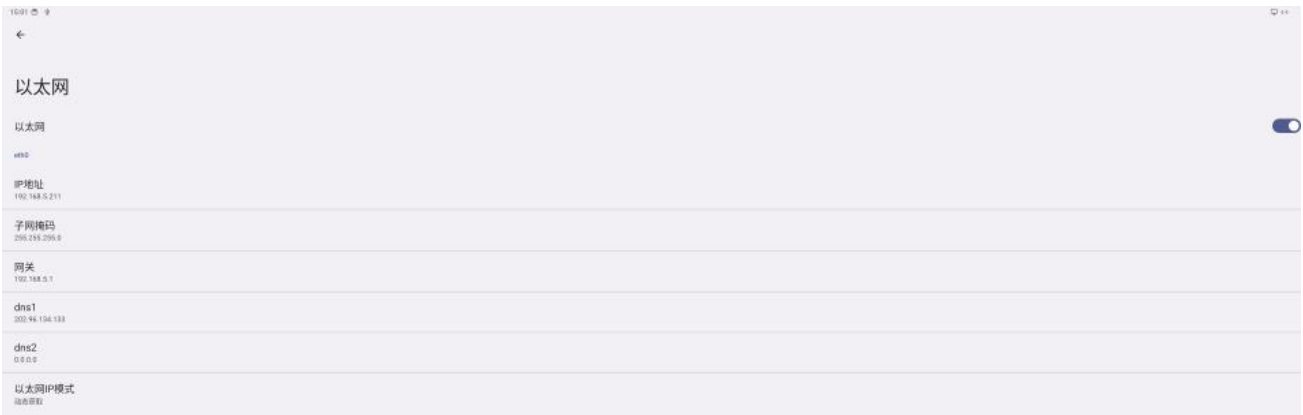 15:01
以太网
以太网
eth0
IP地址
192.168.5.211
子网掩码
255.255.255.0
网关
192.168.5.1
dns1
202.96.134.133
dns2
0.0.0.0
以太网IP模式
动态获取